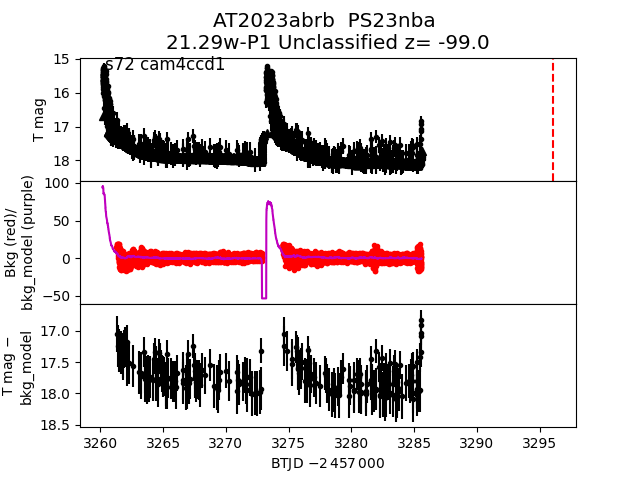 AT2023abrb PS23nba
21.29w-P1 Unclassified z= -99.0
s72 cam4ccd1
T mag
15
16
17
18
Bkg (red)/
bkg_model (purple)
100
50
0
−50
T mag −
bkg_model
17.0
17.5
18.0
18.5
3260 3265 3270 3275 3280 3285 3290 3295
BTJD −2 457 000